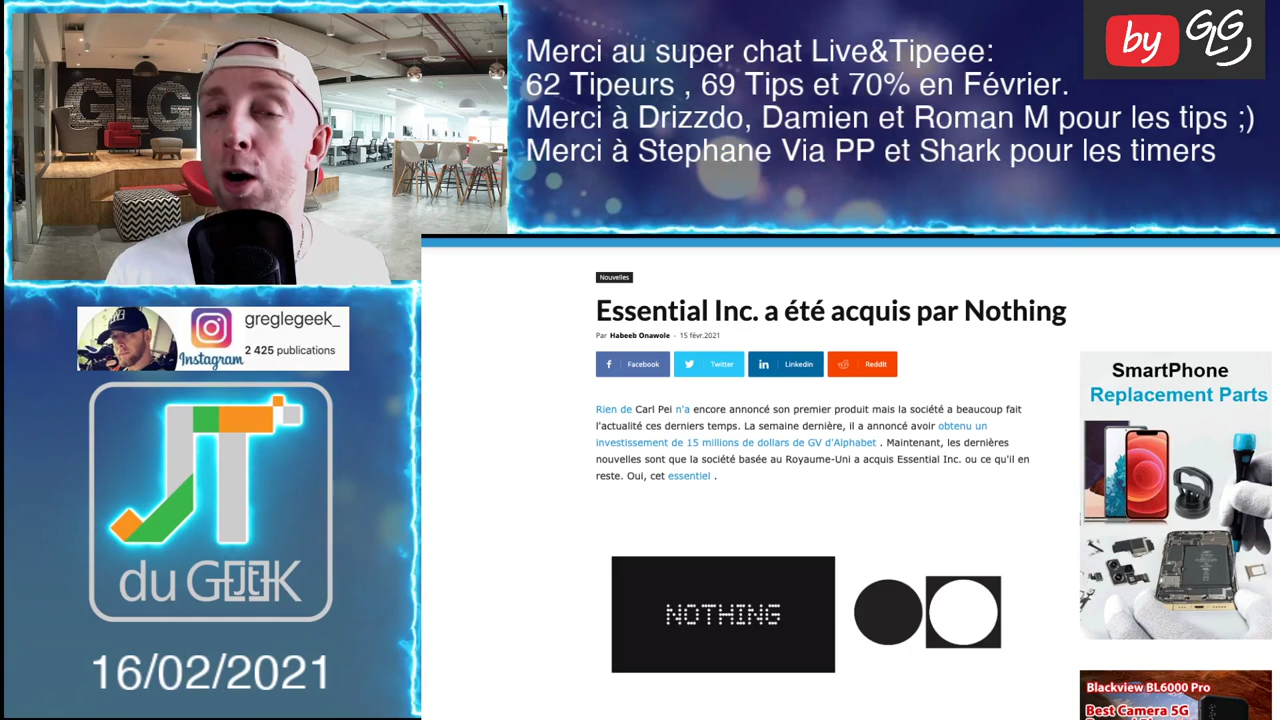 GLG
Merci au super chat Live&Tipeee:
62 Tipeurs , 69 Tips et 70% en Février.
Merci à Drizzdo, Damien et Roman M pour les tips ;)
Merci à Stephane Via PP et Shark pour les timers
by GLG
greglegeek_
Instagram
2 425 publications
JT
du GEEK
16/02/2021
Nouvelles
Essential Inc. a été acquis par Nothing
Par Habeeb Onawole - 15 févr.2021
Facebook
Twitter
Linkedin
ReddIt
Rien de Carl Pei n'a encore annoncé son premier produit mais la société a beaucoup fait
l'actualité ces derniers temps. La semaine dernière, il a annoncé avoir obtenu un
investissement de 15 millions de dollars de GV d'Alphabet . Maintenant, les dernières
nouvelles sont que la société basée au Royaume-Uni a acquis Essential Inc. ou ce qu'il en
reste. Oui, cet essentiel .
NOTHING
SmartPhone
Replacement Parts
Blackview BL6000 Pro
Best Camera 5G